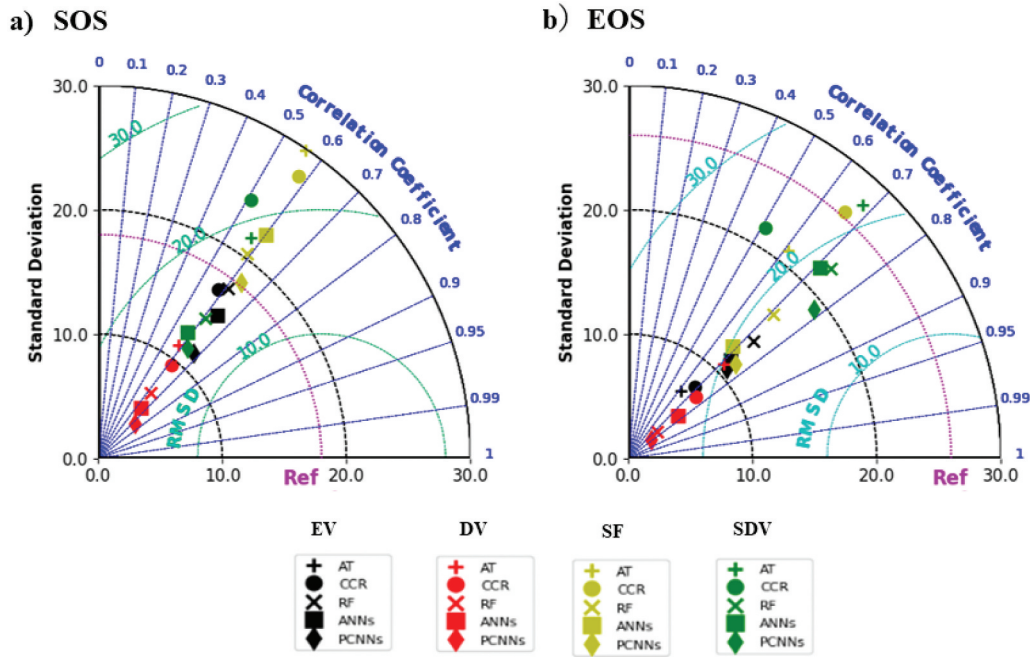 a) SOS
b) EOS
0 0.1 0.2 0.3 0.4 0.5 0.6 0.7 0.8 0.9 0.95 0.99 1
Correlation Coefficient
30.0
20.0
10.0
0.0
Standard Deviation
30.0
20.0
10.0
RMSD
0.0 10.0 20.0 30.0
Ref
0 0.1 0.2 0.3 0.4 0.5 0.6 0.7 0.8 0.9 0.95 0.99 1
Correlation Coefficient
30.0
20.0
10.0
0.0
Standard Deviation
30.0
20.0
10.0
RMSD
0.0 10.0 20.0 30.0
Ref
EV
AT
CCR
RF
ANNs
PCNNs
DV
AT
CCR
RF
ANNs
PCNNs
SF
AT
CCR
RF
ANNs
PCNNs
SDV
AT
CCR
RF
ANNs
PCNNs